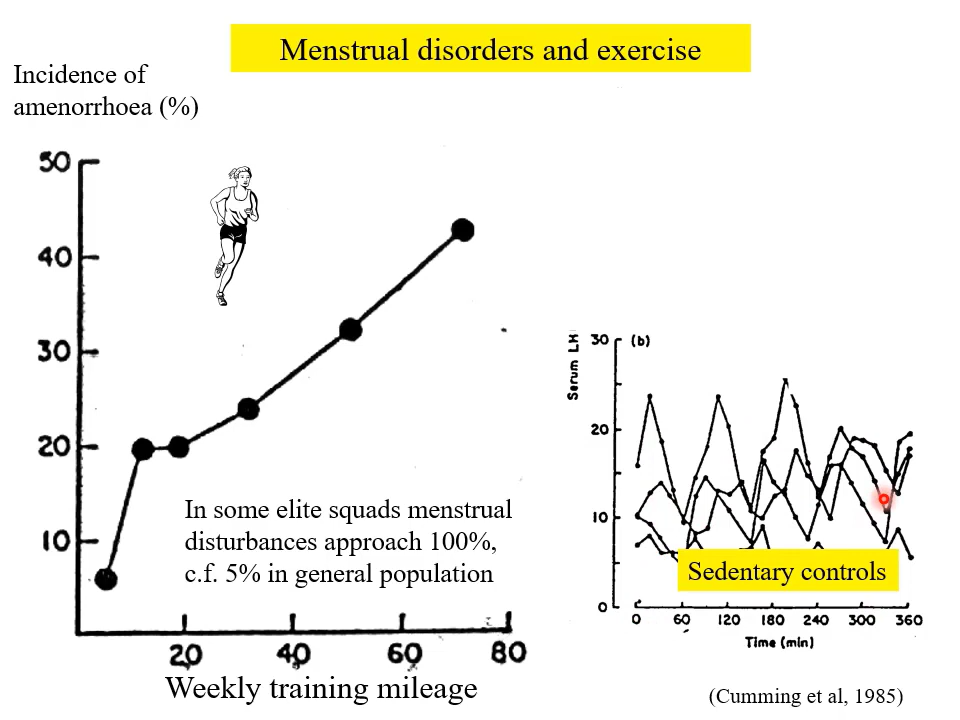 Menstrual disorders and exercise
Incidence of
amenorrhoea (%)
50
40
30
20
10
In some elite squads menstrual
disturbances approach 100%,
c.f. 5% in general population
20 40 60 80
Weekly training mileage
Serum LH
(b)
30
20
10
0
Sedentary controls
0 60 120 180 240 300 360
Time (min)
(Cumming et al, 1985)